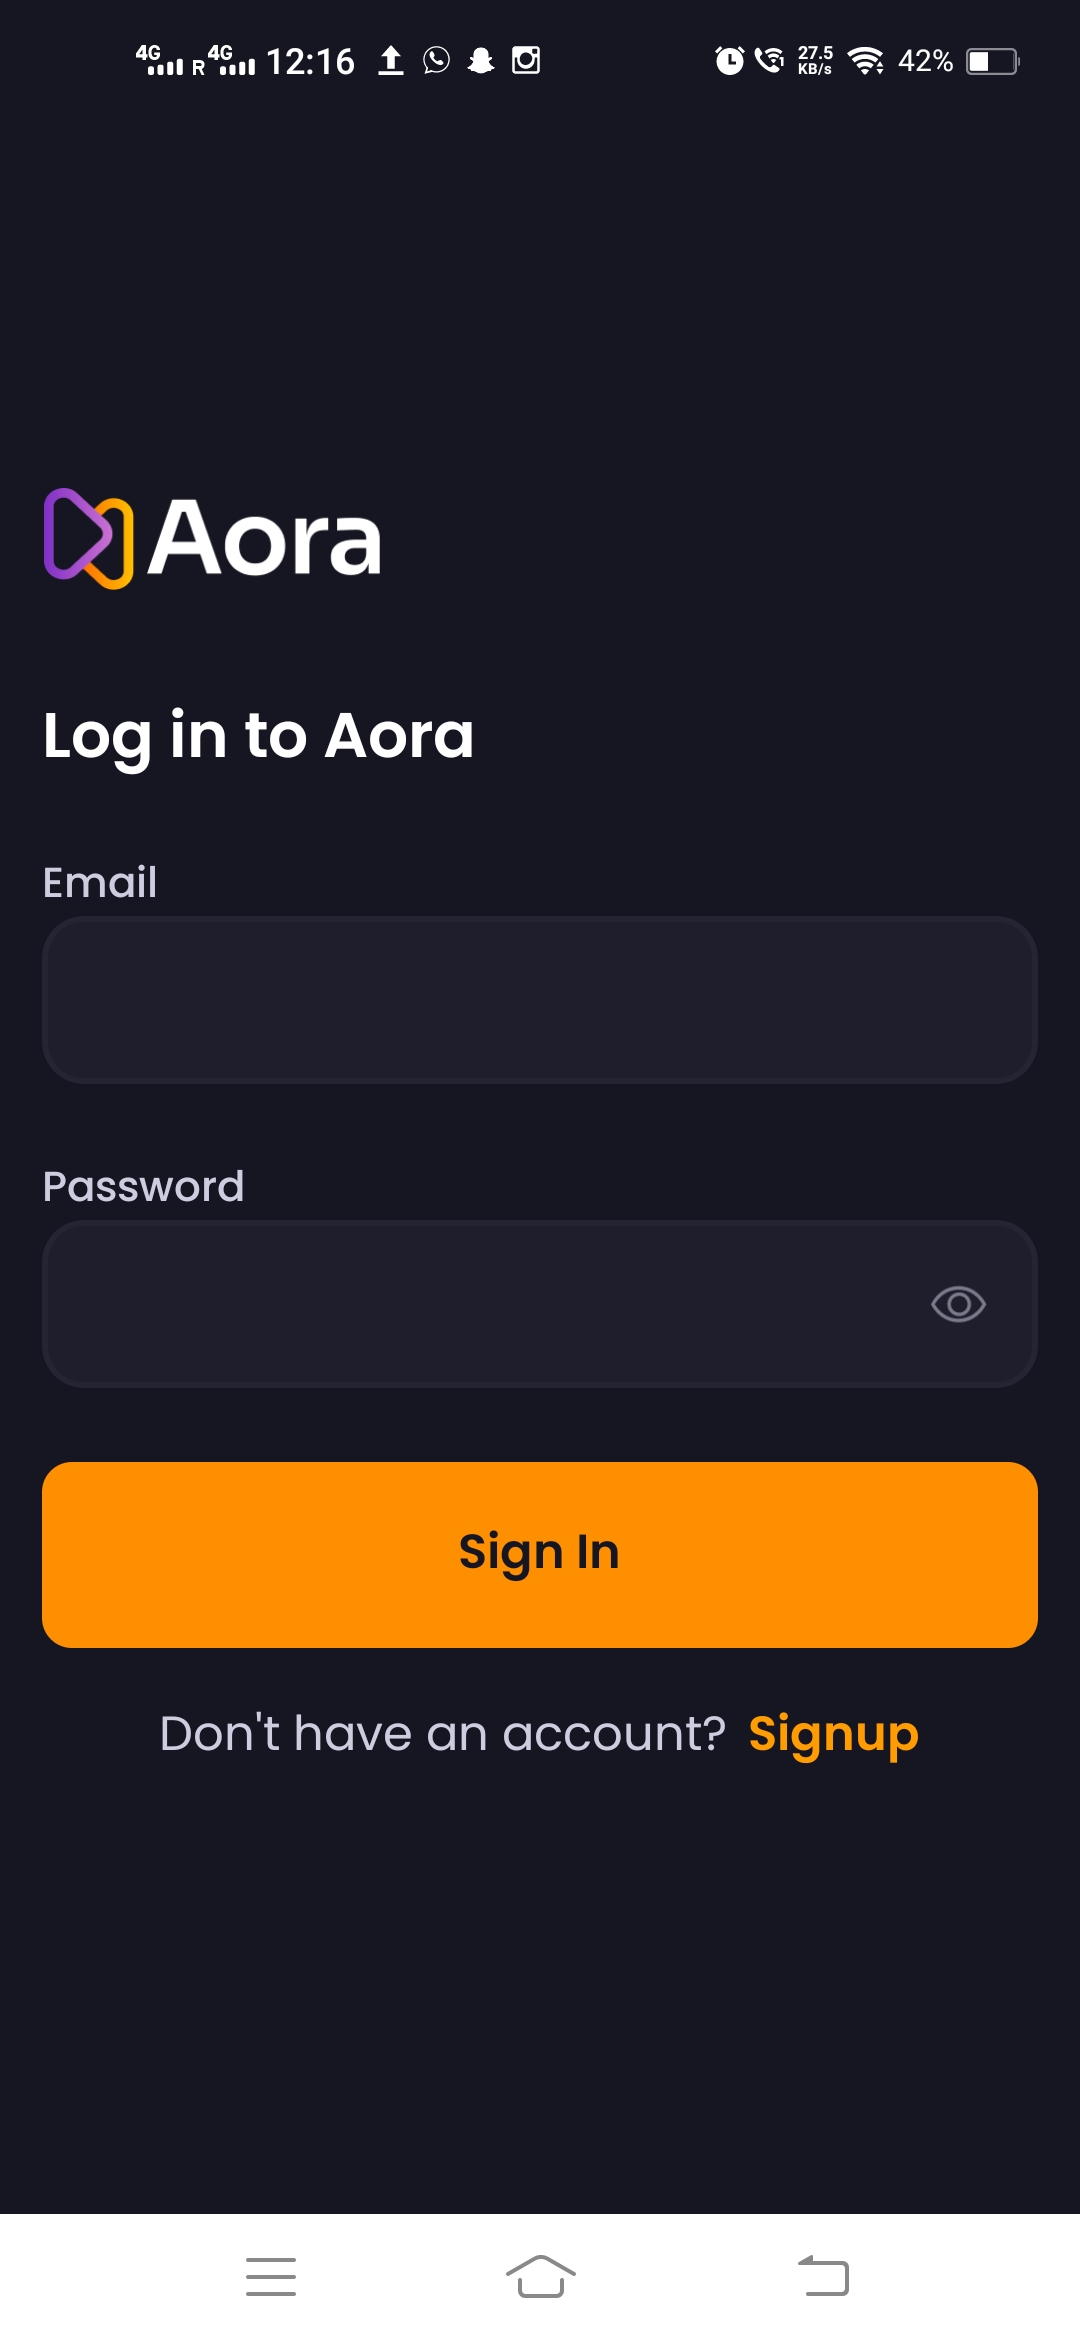 4G R 4G 12:16 27.5 KB/s 42%
Aora
Log in to Aora
Email
Password
Sign In
Don't have an account? Signup